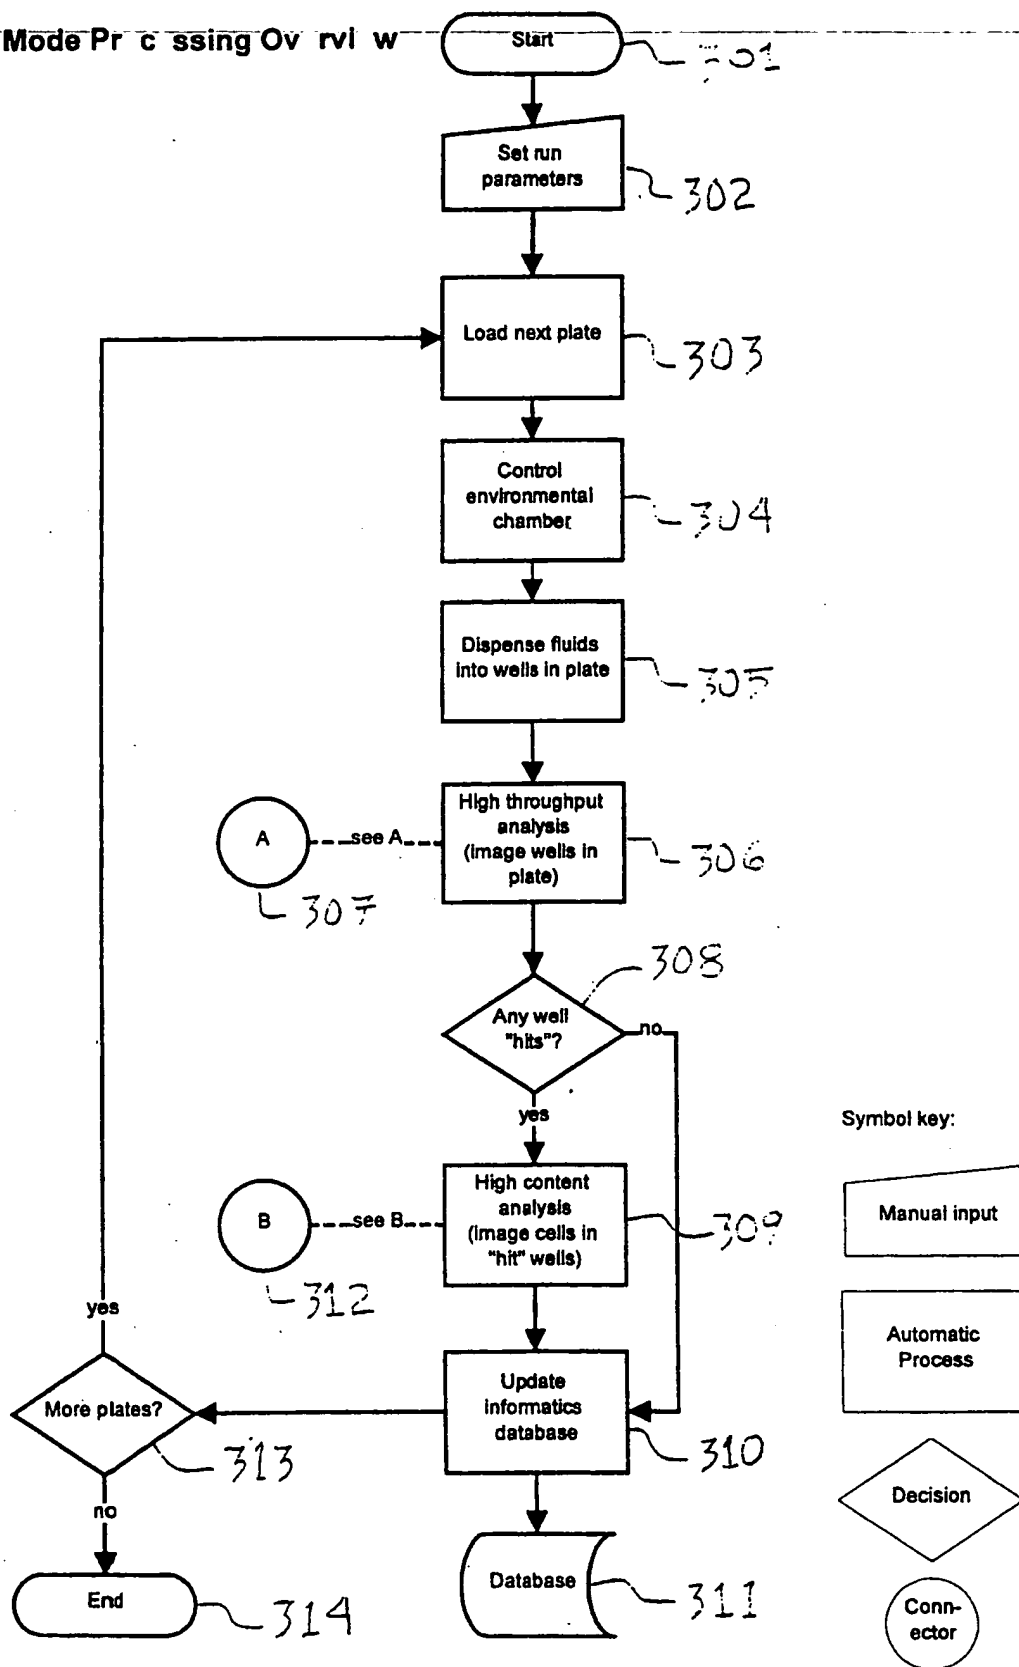 Mode Pr c ssing Ov rvi w
Start
301
Set run
parameters
302
Load next plate
303
Control
environmental
chamber
304
Dispense fluids
into wells in plate
305
High throughput
analysis
(image wells in
plate)
306
A
see A
307
308
Any well
"hits"?
no
yes
High content
analysis
(image cells in
"hit" wells)
309
B
see B
312
yes
More plates?
313
no
End
314
Update
informatics
database
310
Database
311
Symbol key:
Manual input
Automatic
Process
Decision
Conn-
ector